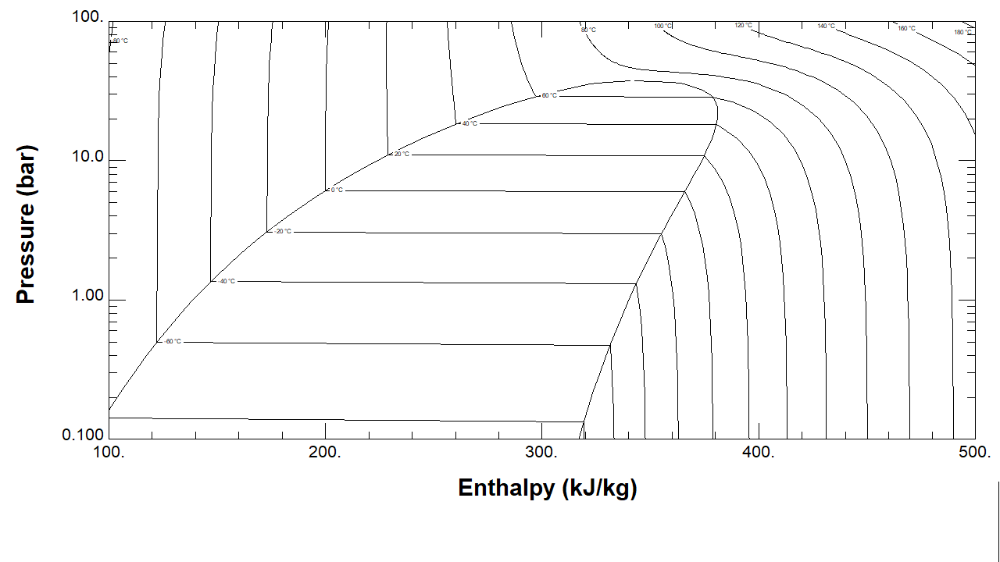 100.
80 °C
80 °C
100 °C
120 °C
140 °C
160 °C
180 °C
60 °C
40 °C
10.0
20 °C
0 °C
-20 °C
Pressure (bar)
-40 °C
1.00
-60 °C
0.100
100.
200.
300.
400.
500.
Enthalpy (kJ/kg)